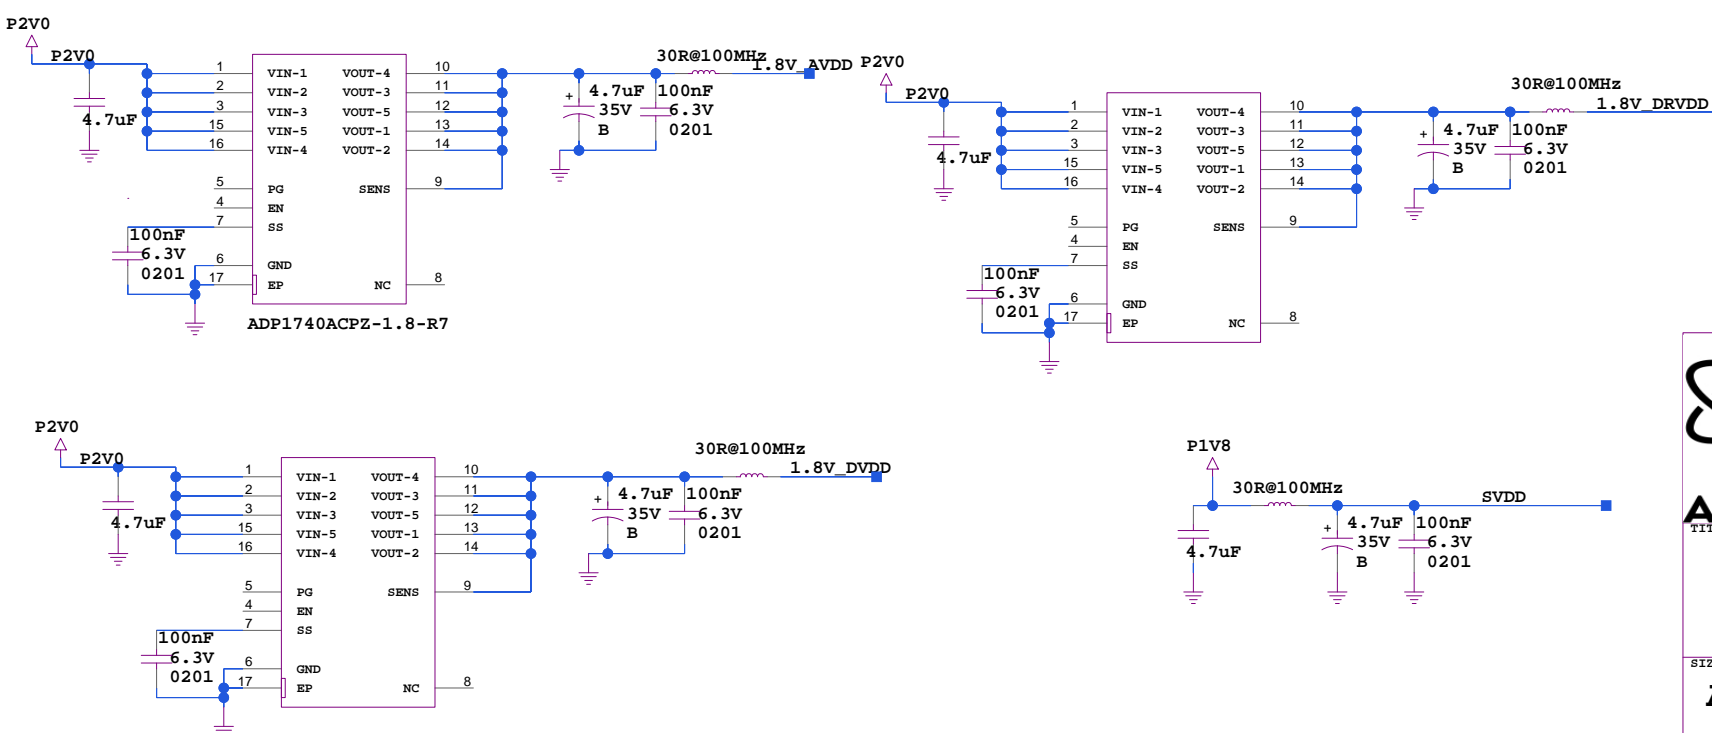 P2V0
P2V0
4.7uF
1 VIN-1 VOUT-4 10
2 VIN-2 VOUT-3 11
3 VIN-3 VOUT-5 12
15 VIN-5 VOUT-1 13
16 VIN-4 VOUT-2 14
5 PG SENS 9
4 EN
7 SS
6 GND
17 EP NC 8
100nF
6.3V
0201
ADP1740ACPZ-1.8-R7
+ 4.7uF
35V
B
100nF
6.3V
0201
30R@100MHz
1.8V_AVDD
P2V0
P2V0
4.7uF
1 VIN-1 VOUT-4 10
2 VIN-2 VOUT-3 11
3 VIN-3 VOUT-5 12
15 VIN-5 VOUT-1 13
16 VIN-4 VOUT-2 14
5 PG SENS 9
4 EN
7 SS
6 GND
17 EP NC 8
100nF
6.3V
0201
+ 4.7uF
35V
B
100nF
6.3V
0201
30R@100MHz
1.8V_DRVDD
P2V0
P2V0
4.7uF
1 VIN-1 VOUT-4 10
2 VIN-2 VOUT-3 11
3 VIN-3 VOUT-5 12
15 VIN-5 VOUT-1 13
16 VIN-4 VOUT-2 14
5 PG SENS 9
4 EN
7 SS
6 GND
17 EP NC 8
100nF
6.3V
0201
+ 4.7uF
35V
B
100nF
6.3V
0201
30R@100MHz
1.8V_DVDD
P1V8
4.7uF
30R@100MHz
+ 4.7uF
35V
B
100nF
6.3V
0201
SVDD